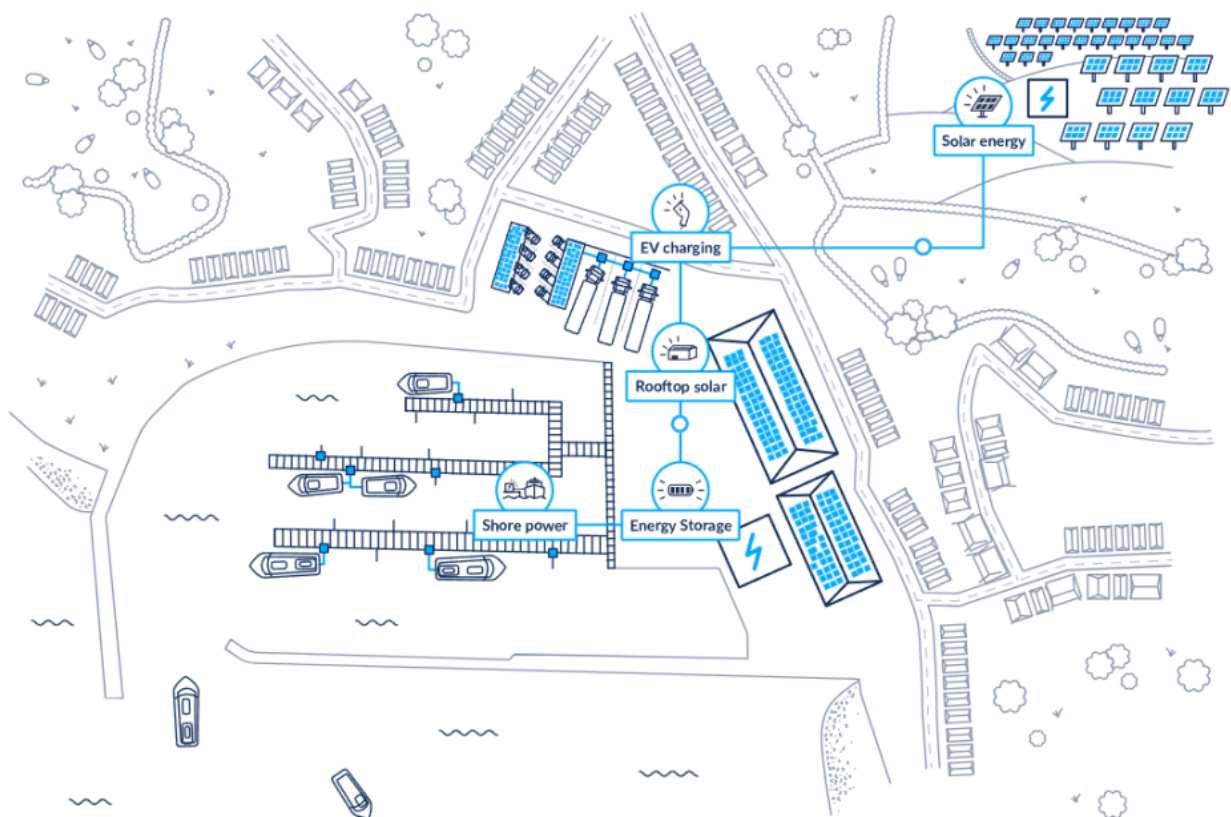 Solar energy
EV charging
Rooftop solar
Shore power
Energy Storage